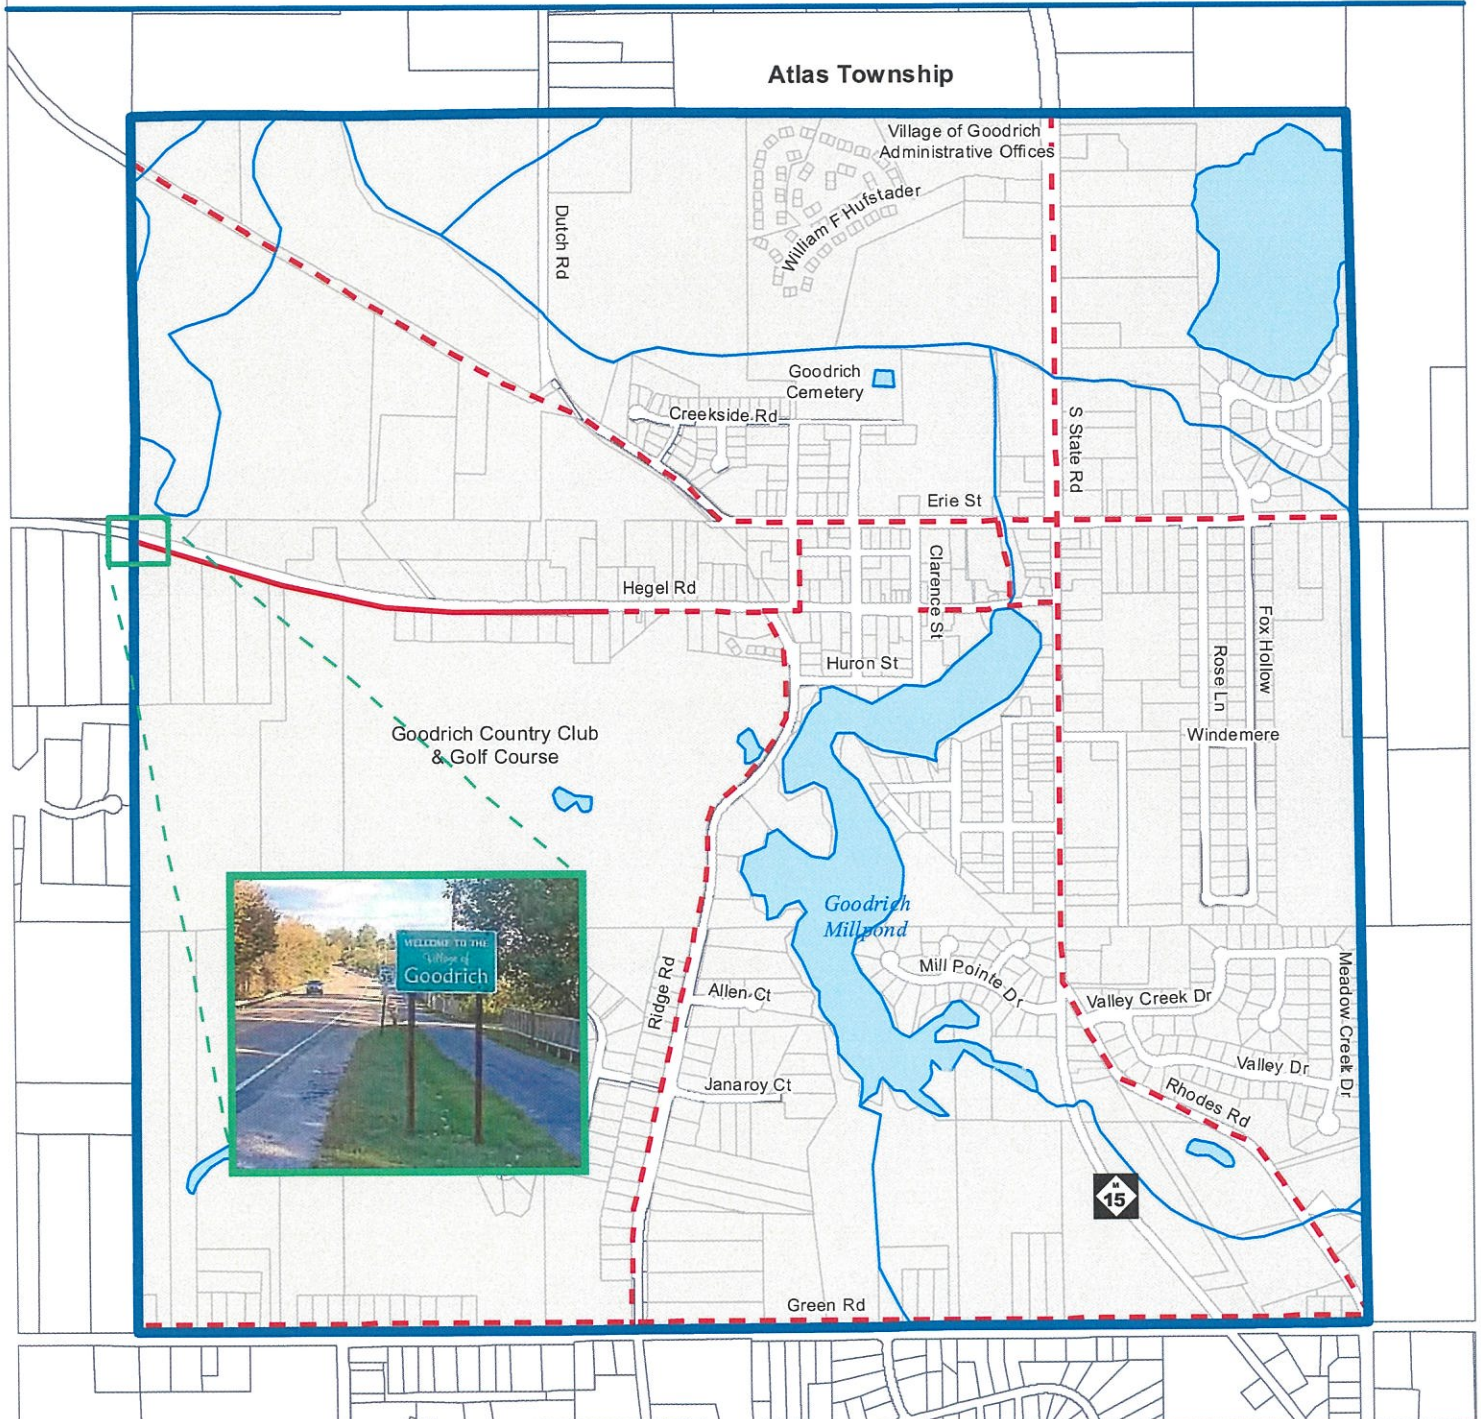 Atlas Township
Village of Goodrich
Administrative Offices
William F Hufstader
Dutch Rd
Goodrich
Cemetery
Creekside Rd
S State Rd
Erie St
Clarence St
Hegel Rd
Huron St
Fox Hollow
Rose Ln
Windemere
Goodrich Country Club
& Golf Course
Goodrich
Millpond
WELCOME TO THE
Village of
Goodrich
Ridge Rd
Allen Ct
Mill Pointe Dr
Valley Creek Dr
Meadow Creek Dr
Valley Dr
Janaroy Ct
Rhodes Rd
M
15
Green Rd